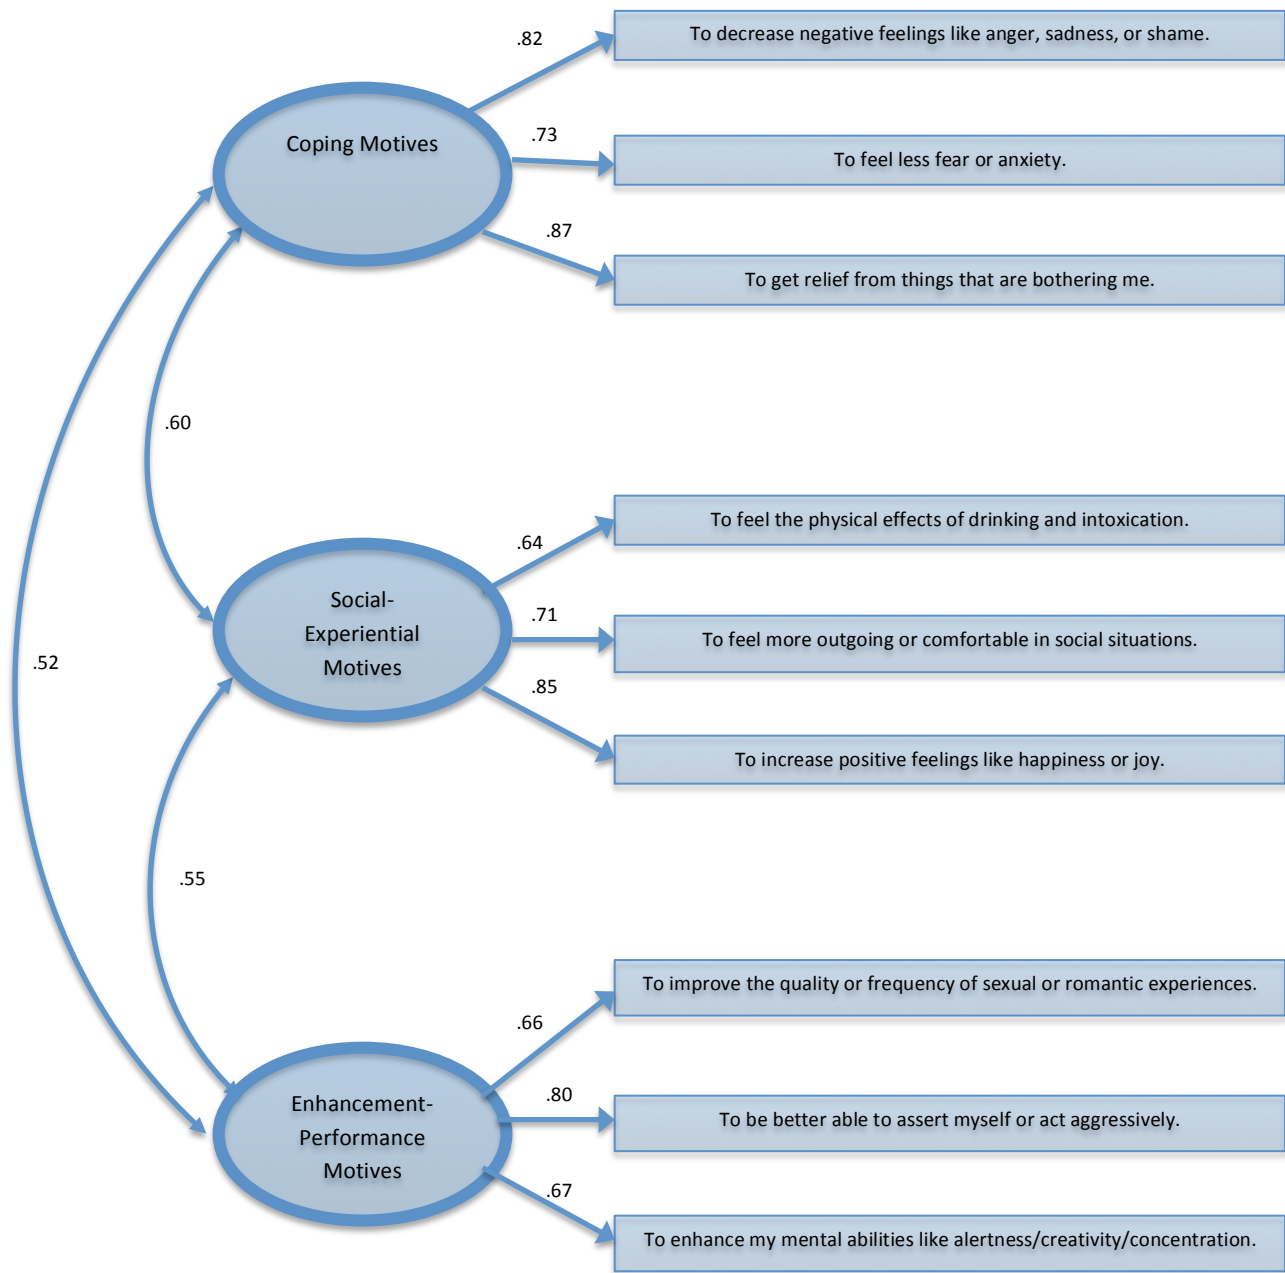 .82
To decrease negative feelings like anger, sadness, or shame.
Coping Motives
.73
To feel less fear or anxiety.
.87
To get relief from things that are bothering me.
.60
.64
To feel the physical effects of drinking and intoxication.
Social-
Experiential
Motives
.71
To feel more outgoing or comfortable in social situations.
.52
.85
To increase positive feelings like happiness or joy.
.55
To improve the quality or frequency of sexual or romantic experiences.
.66
Enhancement-
Performance
Motives
.80
To be better able to assert myself or act aggressively.
.67
To enhance my mental abilities like alertness/creativity/concentration.